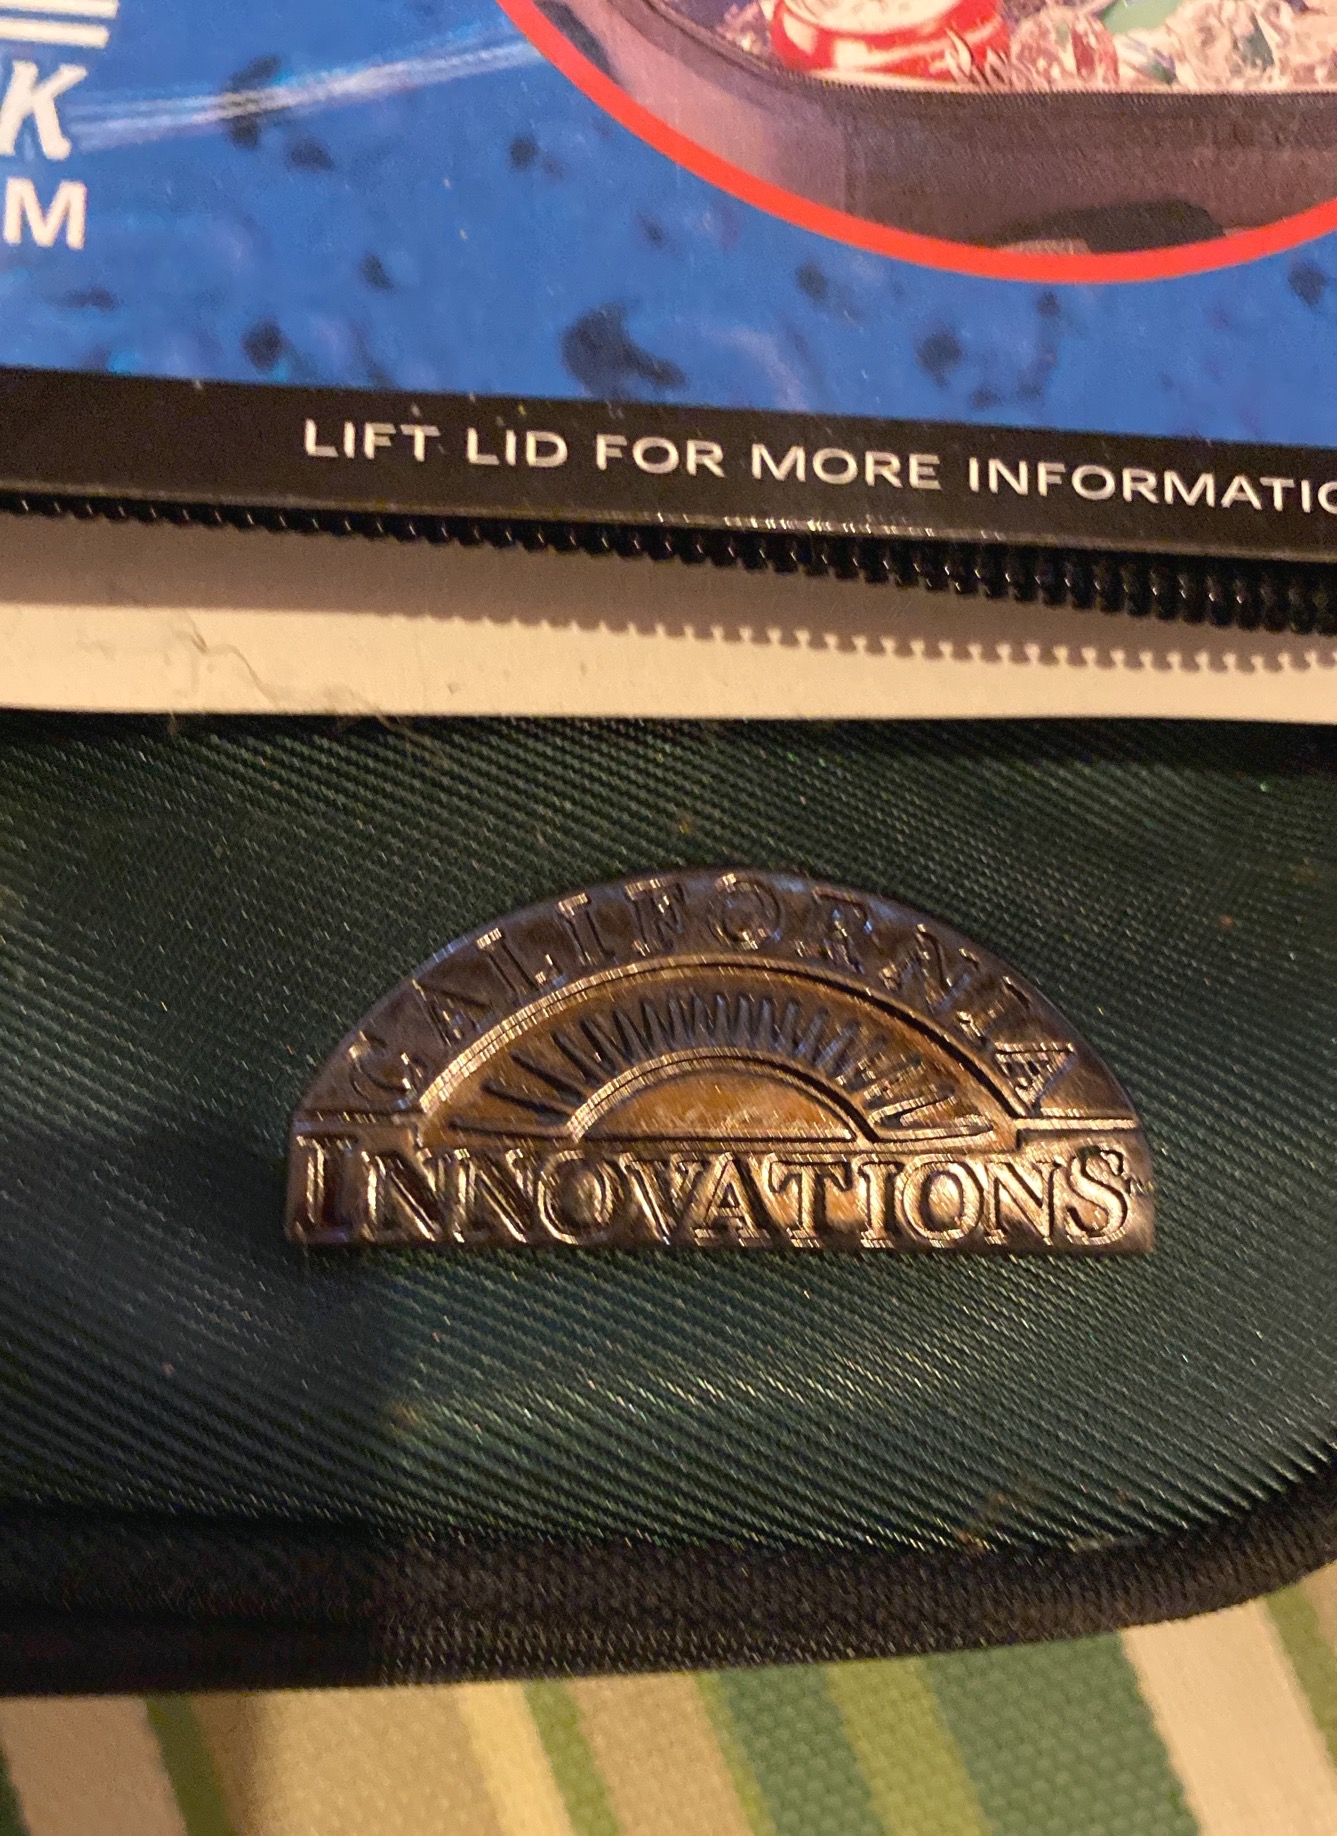 K
M
LIFT LID FOR MORE INFORMATIO
CALIFORNIA
INNOVATIONS